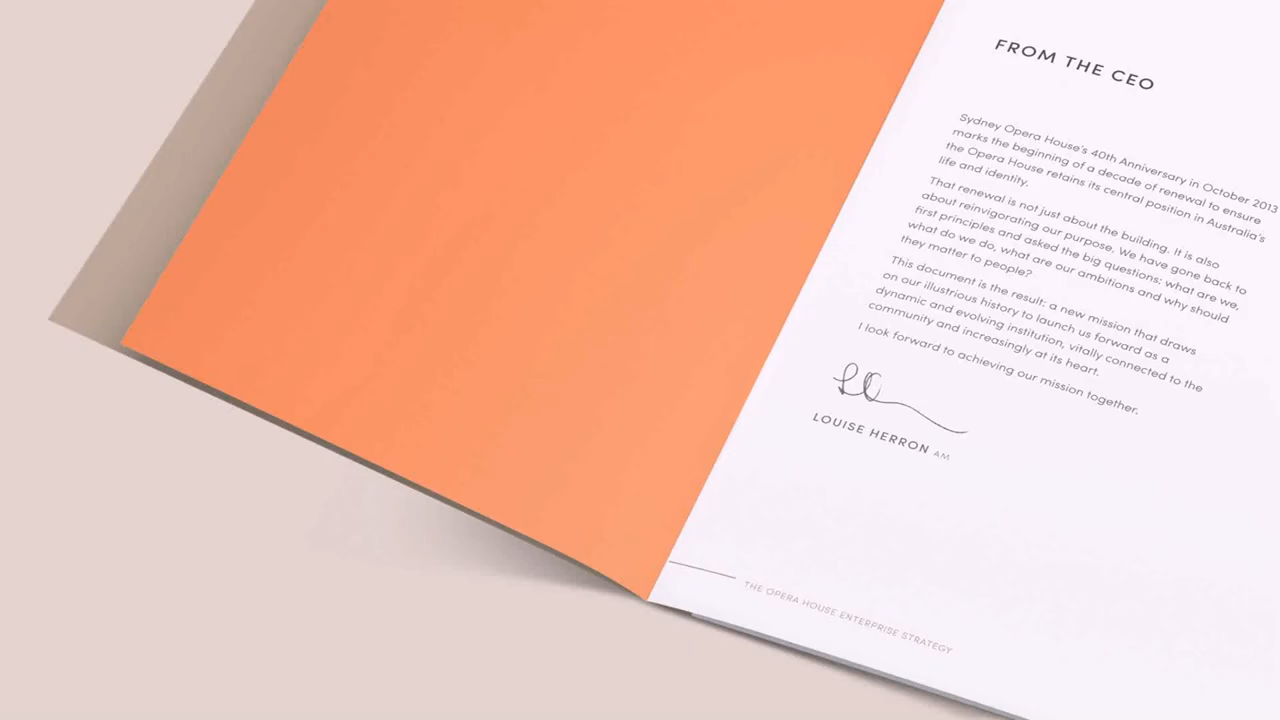 FROM THE CEO
Sydney Opera House's 40th Anniversary in October 2013
marks the beginning of a decade of renewal to ensure
the Opera House retains its central position in Australia's
life and identity.
That renewal is not just about the building. It is also
about reinvigorating our purpose. We have gone back to
first principles and asked the big questions: what are we,
what do we do, what are our ambitions and why should
they matter to people?
This document is the result: a new mission that draws
on our illustrious history to launch us forward as a
dynamic and evolving institution, vitally connected to the
community and increasingly at its heart.
I look forward to achieving our mission together.
LOUISE HERRON AM
THE OPERA HOUSE ENTERPRISE STRATEGY